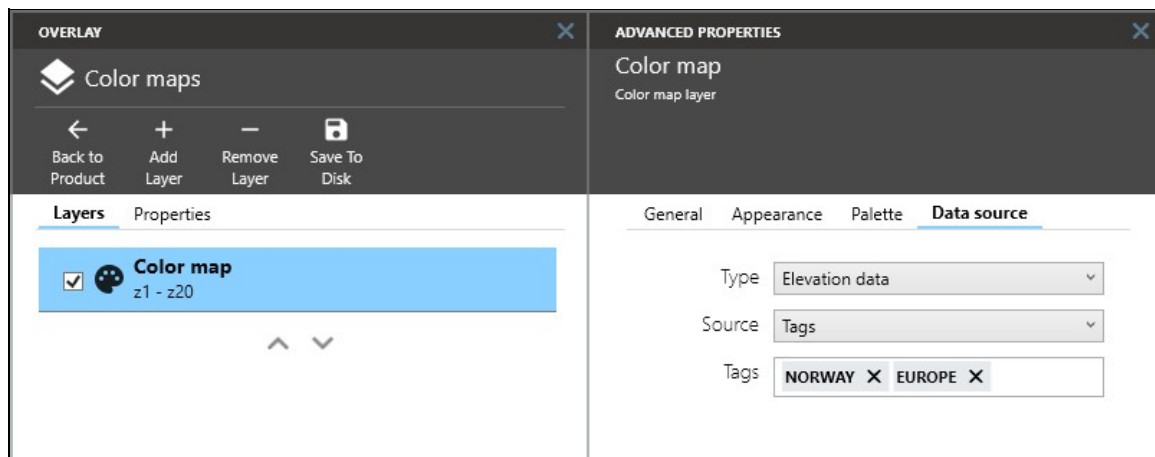 OVERLAY
Color maps
Back to Product
Add Layer
Remove Layer
Save To Disk
Layers Properties
Color map
z1 - z20
ADVANCED PROPERTIES
Color map
Color map layer
General Appearance Palette Data source
Type Elevation data
Source Tags
Tags NORWAY EUROPE